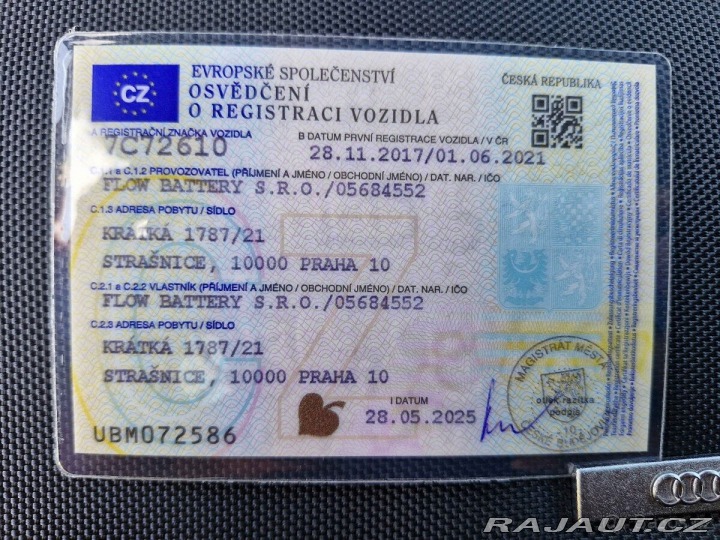 EVROPSKÉ SPOLEČENSTVÍ
OSVĚDČENÍ
O REGISTRACI VOZIDLA
ČESKÁ REPUBLIKA
CZ
A REGISTRAČNÍ ZNAČKA VOZIDLA
7C72610
B DATUM PRVNÍ REGISTRACE VOZIDLA / V ČR
28.11.2017/01.06.2021
C.1.1 a C.1.2 PROVOZOVATEL (PŘÍJMENÍ A JMÉNO / OBCHODNÍ JMÉNO) / DAT. NAR. / IČO
FLOW BATTERY S.R.O./05684552
C.1.3 ADRESA POBYTU / SÍDLO
KRÁTKÁ 1787/21
STRAŠNICE, 10000 PRAHA 10
C.2.1 a C.2.2 VLASTNÍK (PŘÍJMENÍ A JMÉNO / OBCHODNÍ JMÉNO) / DAT. NAR. / IČO
FLOW BATTERY S.R.O./05684552
C.2.3 ADRESA POBYTU / SÍDLO
KRÁTKÁ 1787/21
STRAŠNICE, 10000 PRAHA 10
I DATUM
28.05.2025
UBM072586
MAGISTRÁT MĚSTA
otisk razítka
podpis
RAJAUT.CZ